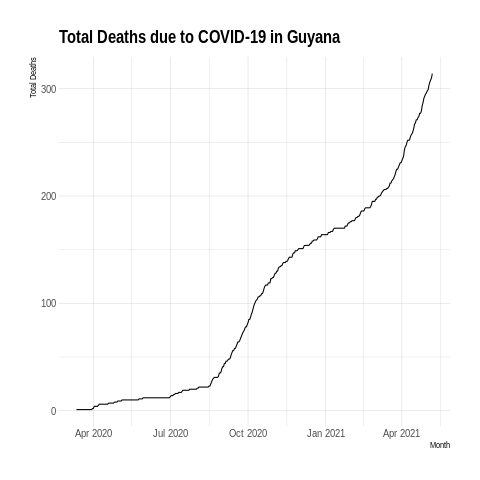 Total Deaths due to COVID-19 in Guyana
Total Deaths
300
200
100
0
Apr 2020 Jul 2020 Oct 2020 Jan 2021 Apr 2021
Month